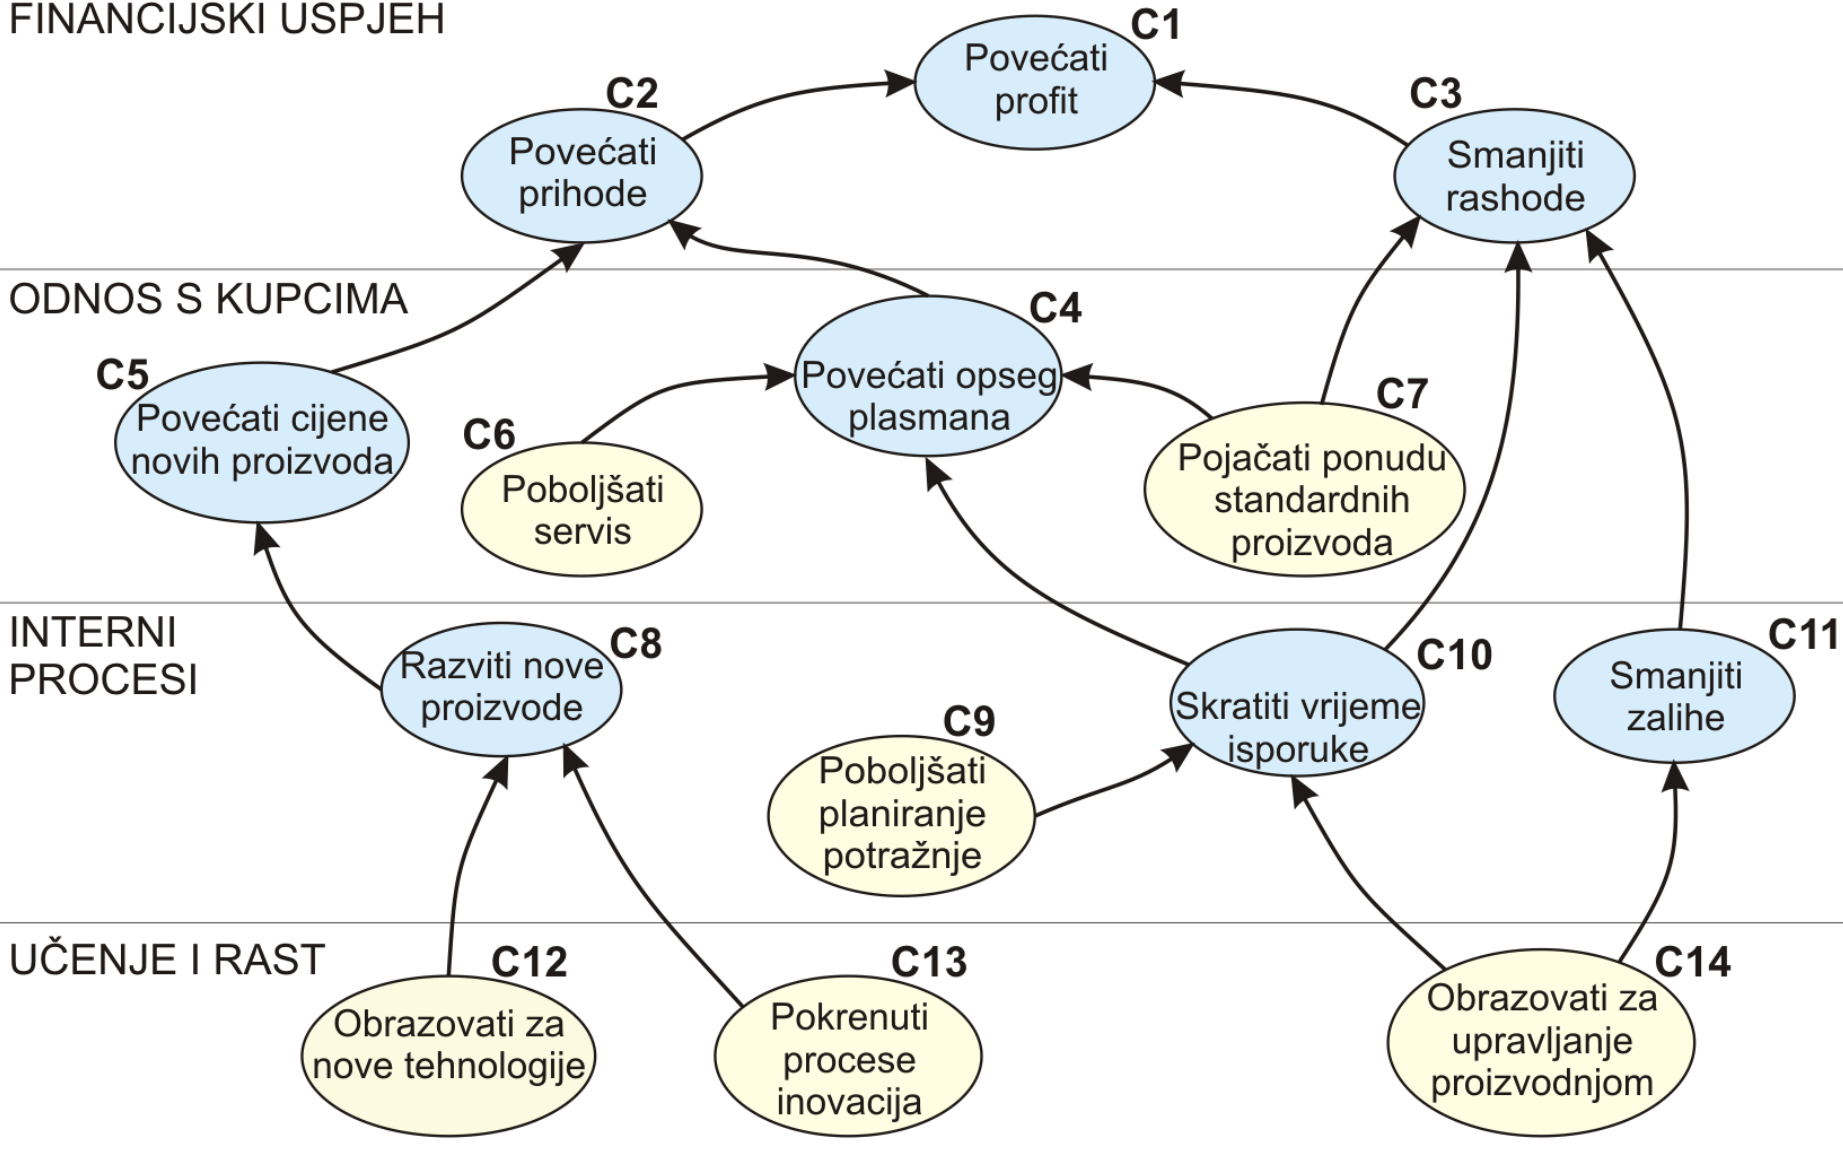 FINANCIJSKI USPJEH
C1
Povećati
profit
C2
Povećati
prihode
C3
Smanjiti
rashode
ODNOS S KUPCIMA
C4
Povećati opseg
plasmana
C5
Povećati cijene
novih proizvoda
C6
Poboljšati
servis
C7
Pojačati ponudu
standardnih
proizvoda
INTERNI
PROCESI
C8
Razviti nove
proizvode
C9
Poboljšati
planiranje
potražnje
C10
Skratiti vrijeme
isporuke
C11
Smanjiti
zalihe
UČENJE I RAST
C12
Obrazovati za
nove tehnologije
C13
Pokrenuti
procese
inovacija
C14
Obrazovati za
upravljanje
proizvodnjom